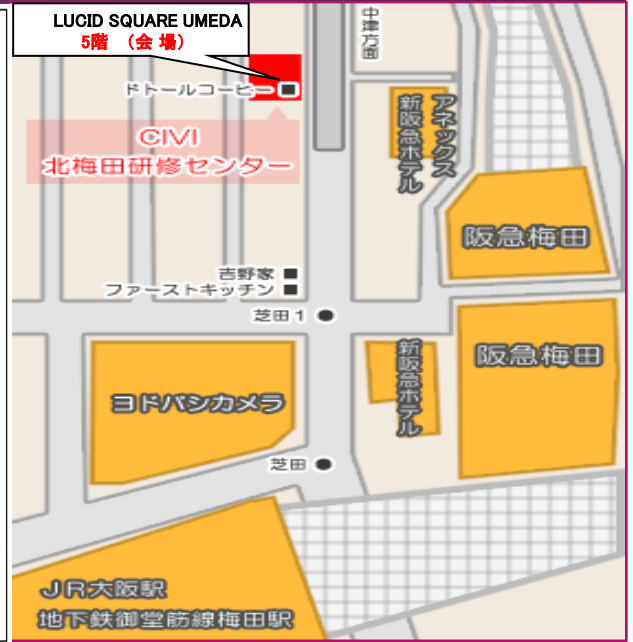 LUCID SQUARE UMEDA
5階 （会 場）
中津方面
ドトールコーヒー
CIVI
北梅田研修センター
新阪急ホテル
アネックス
阪急梅田
吉野家
ファーストキッチン
芝田1
阪急梅田
新阪急ホテル
ヨドバシカメラ
芝田
JR大阪駅
地下鉄御堂筋線梅田駅